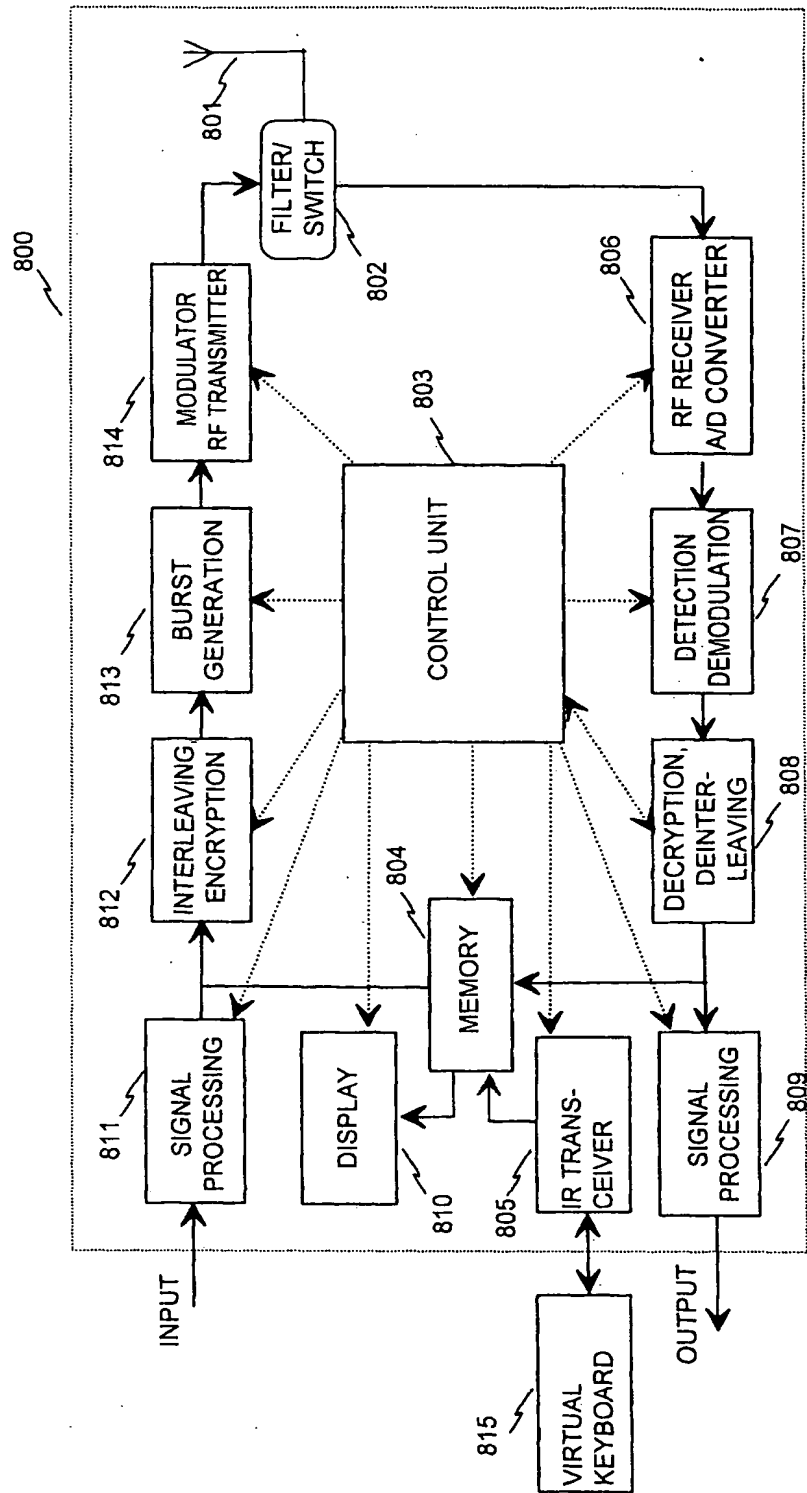 800
INPUT
811
SIGNAL
PROCESSING
812
INTERLEAVING,
ENCRYPTION
813
BURST
GENERATION
814
MODULATOR
RF TRANSMITTER
801
FILTER/
SWITCH
802
DISPLAY
810
MEMORY
804
CONTROL UNIT
803
815
VIRTUAL
KEYBOARD
805
IR TRANS-
CEIVER
OUTPUT
SIGNAL
PROCESSING
809
DECRYPTION,
DEINTER-
LEAVING
808
DETECTION
DEMODULATION
807
RF RECEIVER
A/D CONVERTER
806